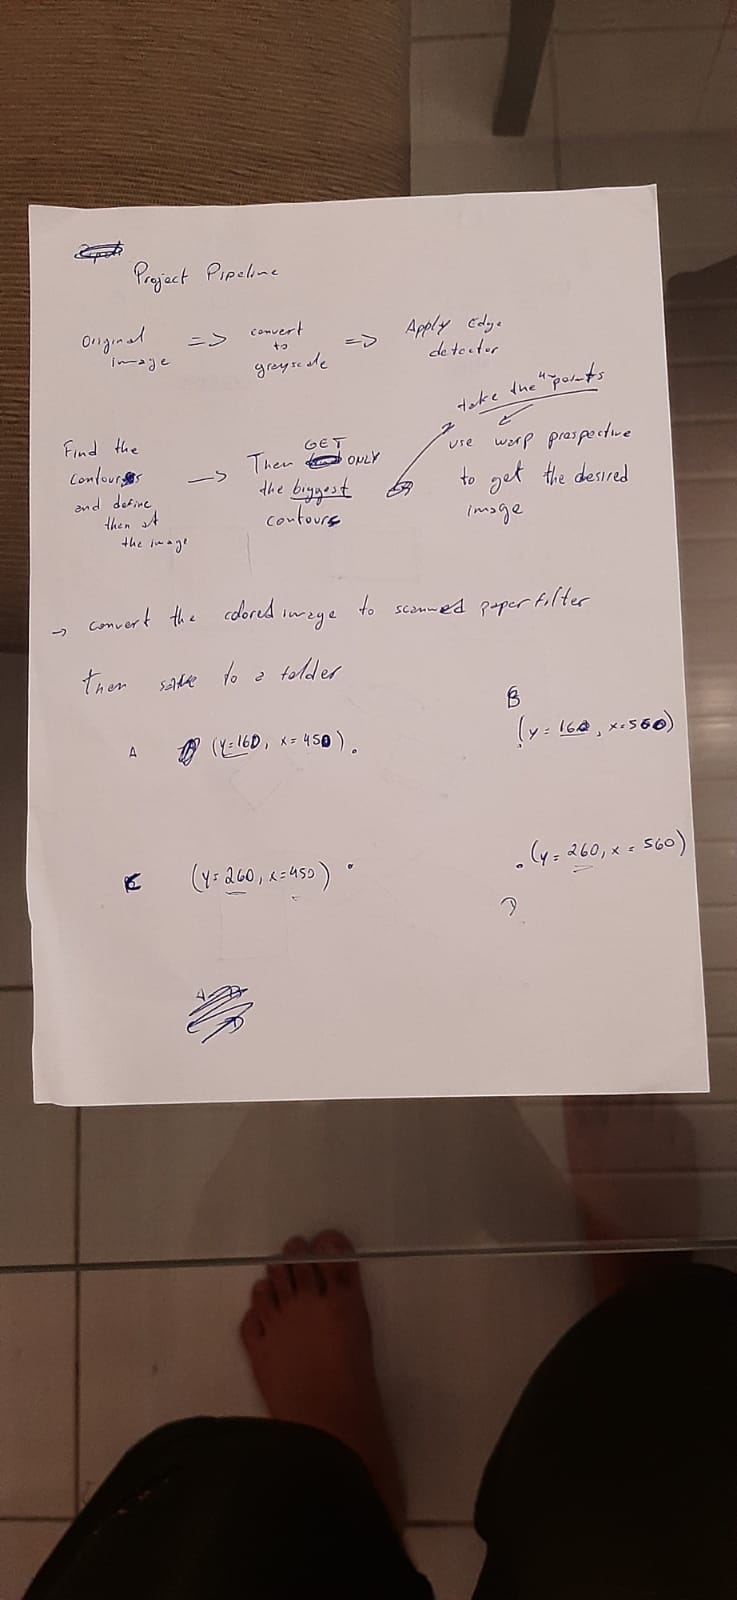 Project Pipeline
Original image => convert to greyscale => Apply Edge detector
Find the
contours
and define
then at
the image
->
GET
Then ONLY
the biggest
contours
take the 4 points
use warp prespective
to get the desired
image
-> convert the colored image to scanned paper filter
Then save to a folder
A (y=160, x=450) .
B
(y=160, x=560)
C (y=260, x=450) .
. (y=260, x=560)